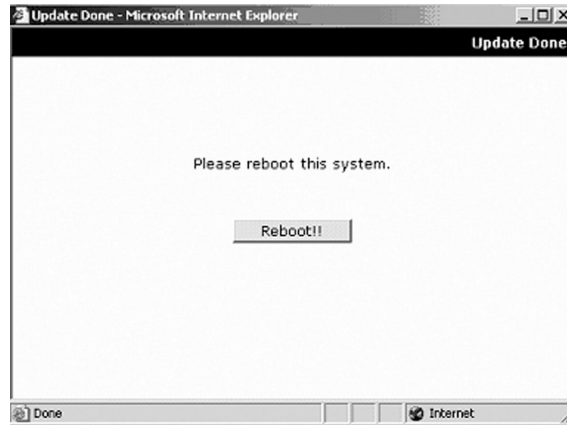 Update Done - Microsoft Internet Explorer
Update Done
Please reboot this system.
Reboot!!
Done
Internet